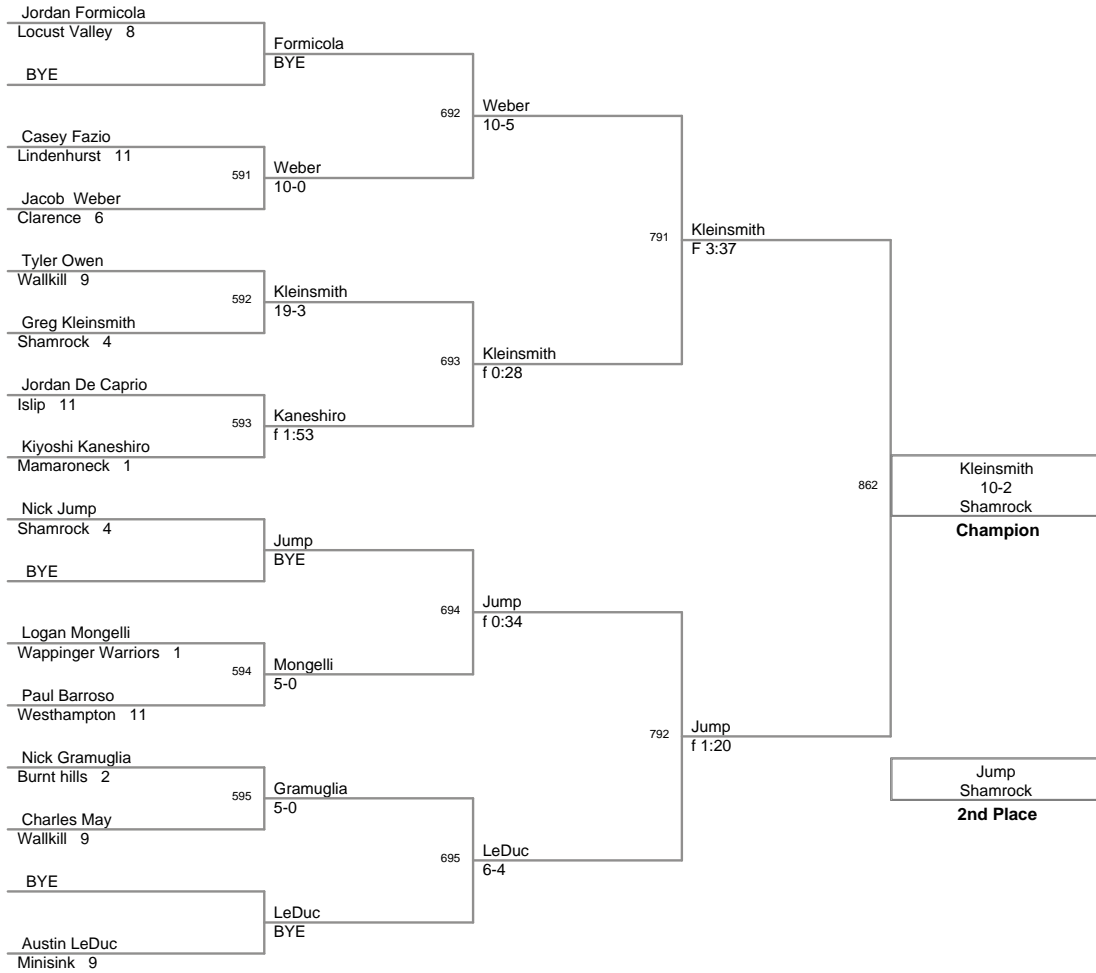 Jordan Formicola
Locust Valley 8
BYE
Casey Fazio
Lindenhurst 11
591
Jacob Weber
Clarence 6
Tyler Owen
Wallkill 9
592
Greg Kleinsmith
Shamrock 4
Jordan De Caprio
Islip 11
593
Kiyoshi Kaneshiro
Mamaroneck 1
Nick Jump
Shamrock 4
BYE
Logan Mongelli
Wappinger Warriors 1
594
Paul Barroso
Westhampton 11
Nick Gramuglia
Burnt hills 2
595
Charles May
Wallkill 9
BYE
Austin LeDuc
Minisink 9
Formicola
BYE
692
Weber
10-0
Kleinsmith
19-3
693
Kaneshiro
f 1:53
Jump
BYE
694
Mongelli
5-0
Gramuglia
5-0
695
LeDuc
BYE
Weber
10-5
791
Kleinsmith
f 0:28
Jump
f 0:34
792
LeDuc
6-4
Kleinsmith
F 3:37
862
Jump
f 1:20
Kleinsmith
10-2
Shamrock
Champion
Jump
Shamrock
2nd Place